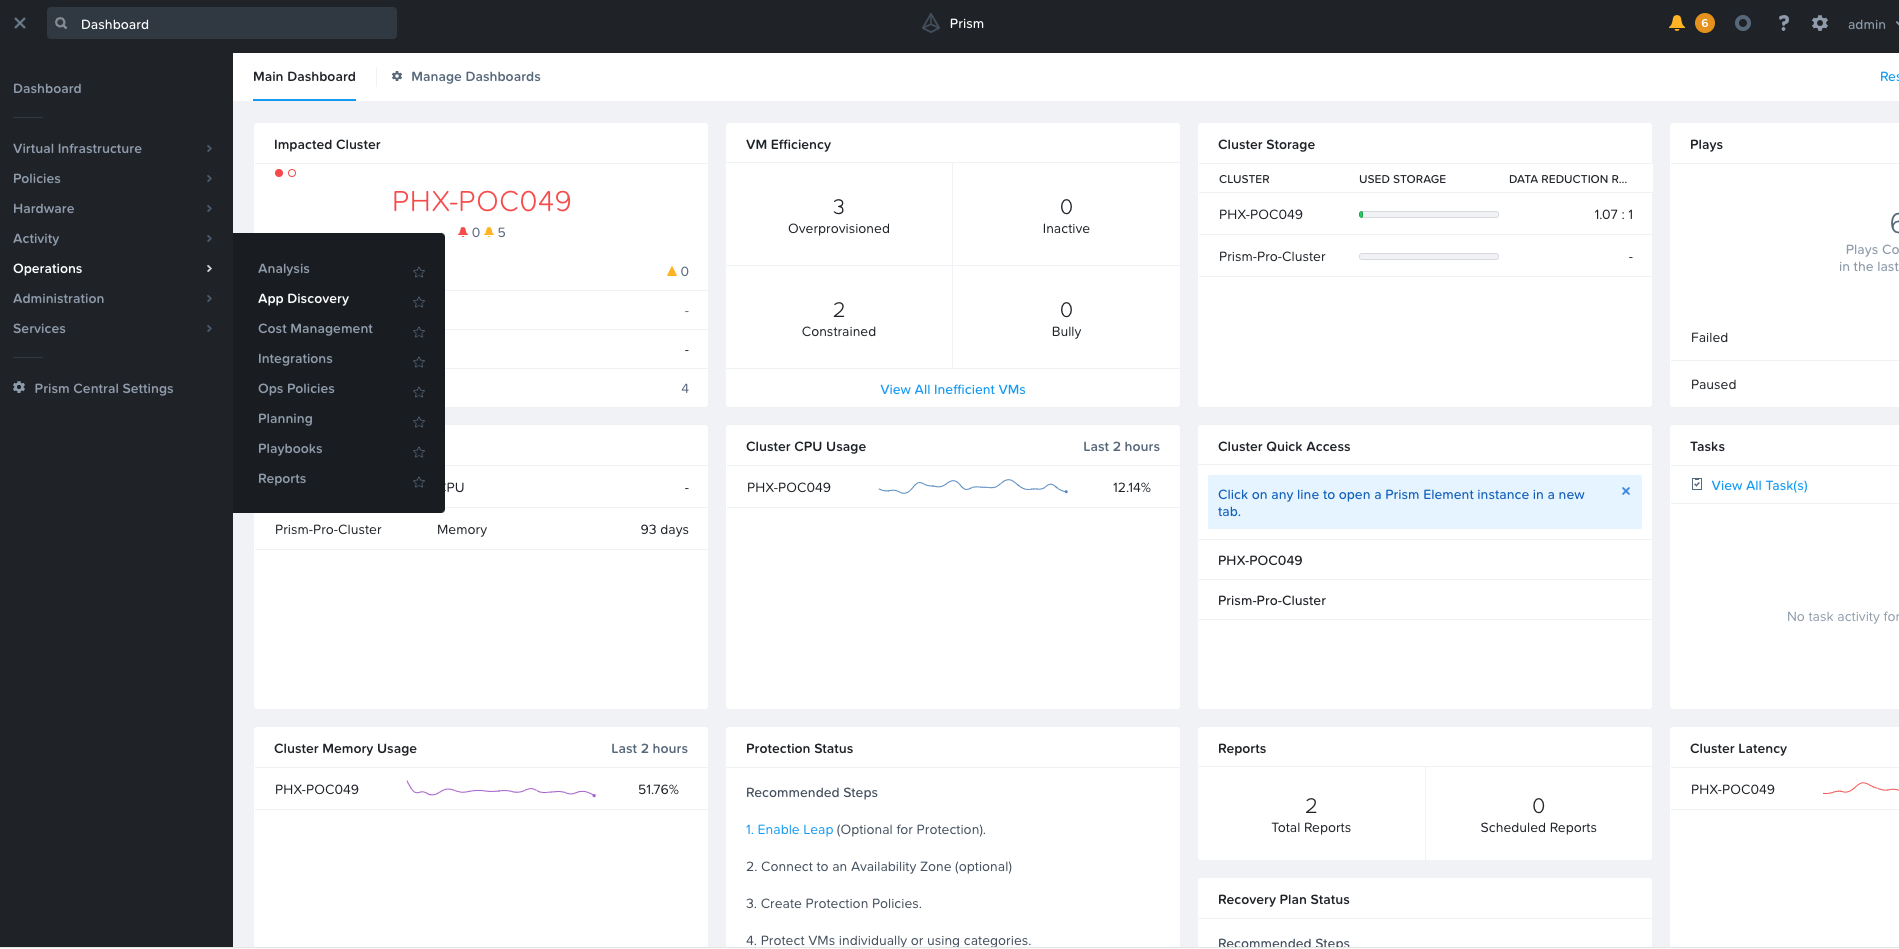 Dashboard
Prism
6
?
admin
Dashboard
Virtual Infrastructure
Policies
Hardware
Activity
Operations
Administration
Services
Prism Central Settings
Analysis
App Discovery
Cost Management
Integrations
Ops Policies
Planning
Playbooks
Reports
Main Dashboard
Manage Dashboards
Res
Impacted Cluster
PHX-POC049
0 5
0
-
-
4
VM Efficiency
3
Overprovisioned
0
Inactive
2
Constrained
0
Bully
View All Inefficient VMs
Cluster Storage
CLUSTER USED STORAGE DATA REDUCTION R...
PHX-POC049 1.07 : 1
Prism-Pro-Cluster -
Plays
6
Plays Co
in the last
Failed
Paused
CPU -
Prism-Pro-Cluster Memory 93 days
Cluster CPU Usage Last 2 hours
PHX-POC049 12.14%
Cluster Quick Access
Click on any line to open a Prism Element instance in a new
tab.
PHX-POC049
Prism-Pro-Cluster
Tasks
View All Task(s)
No task activity for
Cluster Memory Usage Last 2 hours
PHX-POC049 51.76%
Protection Status
Recommended Steps
1. Enable Leap (Optional for Protection).
2. Connect to an Availability Zone (optional)
3. Create Protection Policies.
4. Protect VMs individually or using categories.
Reports
2
Total Reports
0
Scheduled Reports
Recovery Plan Status
Recommended Steps
Cluster Latency
PHX-POC049